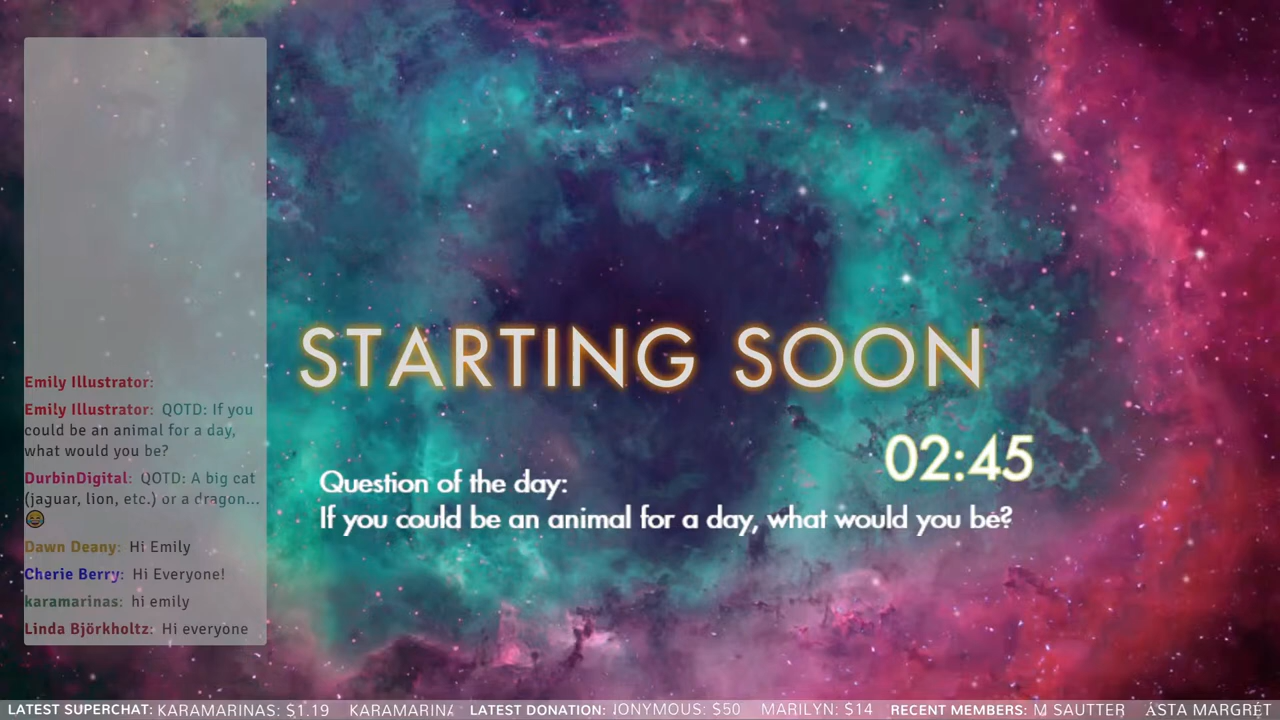 Emily Illustrator:
Emily Illustrator: QOTD: If you
could be an animal for a day,
what would you be?
DurbinDigital: QOTD: A big cat
(jaguar, lion, etc.) or a dragon...
😄
Dawn Deany: Hi Emily
Cherie Berry: Hi Everyone!
karamarinas: hi emily
Linda Björkholtz: Hi everyone
STARTING SOON
02:45
Question of the day:
If you could be an animal for a day, what would you be?
LATEST SUPERCHAT: KARAMARINAS: $1.19 KARAMARINA LATEST DONATION: ONYMOUS: $50 MARILYN: $14 RECENT MEMBERS: M SAUTTER ÁSTA MARGRÉT